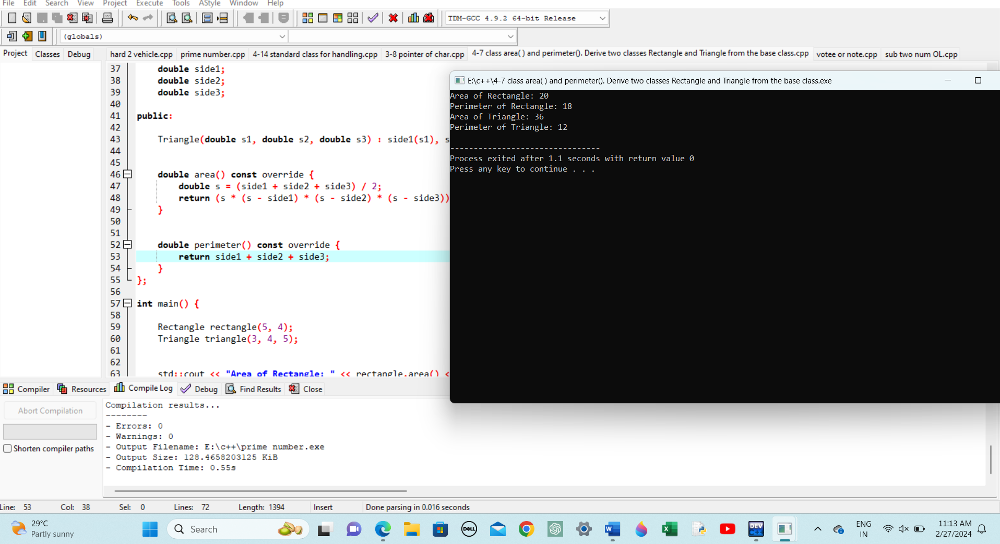 File Edit Search View Project Execute Tools AStyle Window Help
TDM-GCC 4.9.2 64-bit Release
(globals)
Project Classes Debug
hard 2 vehicle.cpp prime number.cpp 4-14 standard class for handling.cpp 3-8 pointer of char.cpp 4-7 class area( ) and perimeter(). Derive two classes Rectangle and Triangle from the base class.cpp votee or note.cpp sub two num OL.cpp
37 double side1;
38 double side2;
39 double side3;
40
41 public:
42
43 Triangle(double s1, double s2, double s3) : side1(s1), s
44
45
46 double area() const override {
47 double s = (side1 + side2 + side3) / 2;
48 return (s * (s - side1) * (s - side2) * (s - side3))
49 }
50
51
52 double perimeter() const override {
53 return side1 + side2 + side3;
54 }
55 };
56
57 int main() {
58
59 Rectangle rectangle(5, 4);
60 Triangle triangle(3, 4, 5);
61
62
63 std::cout << "Area of Rectangle: " << rectangle.area() <
E:\c++\4-7 class area( ) and perimeter(). Derive two classes Rectangle and Triangle from the base class.exe
Area of Rectangle: 20
Perimeter of Rectangle: 18
Area of Triangle: 36
Perimeter of Triangle: 12
--------------------------------
Process exited after 1.1 seconds with return value 0
Press any key to continue . . .
Compiler Resources Compile Log Debug Find Results Close
Abort Compilation
Shorten compiler paths
Compilation results...
--------
- Errors: 0
- Warnings: 0
- Output Filename: E:\c++\prime number.exe
- Output Size: 128.4658203125 KiB
- Compilation Time: 0.55s
Line: 53 Col: 38 Sel: 0 Lines: 72 Length: 1394 Insert Done parsing in 0.016 seconds
29°C
Partly sunny
Search
DELL
W
X
DEV
C++
ENG
IN
11:13 AM
2/27/2024